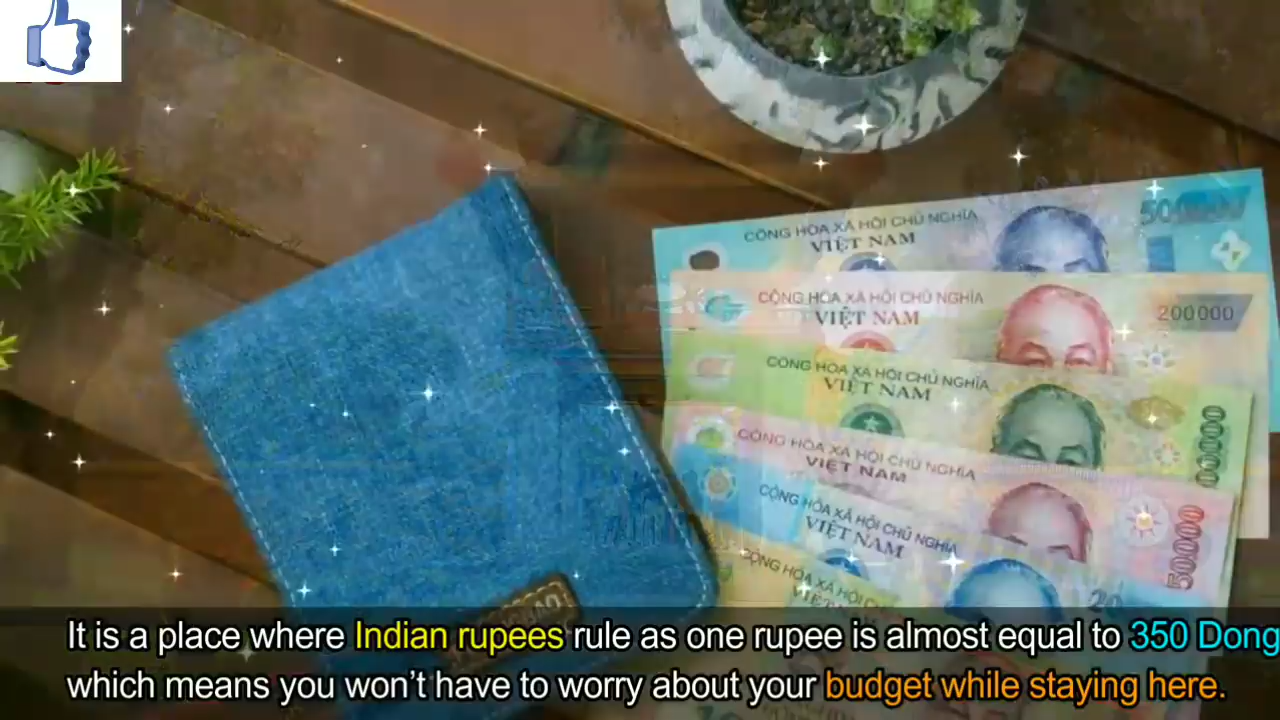 CỘNG HÒA XÃ HỘI CHỦ NGHĨA
VIỆT NAM
CỘNG HÒA XÃ HỘI CHỦ NGHĨA
VIỆT NAM
200000
CỘNG HÒA XÃ HỘI CHỦ NGHĨA
VIỆT NAM
CỘNG HÒA XÃ HỘI CHỦ NGHĨA
VIỆT NAM
50000
CỘNG HÒA XÃ HỘI CHỦ NGHĨA
VIỆT NAM
It is a place where Indian rupees rule as one rupee is almost equal to 350 Dong
which means you won’t have to worry about your budget while staying here.